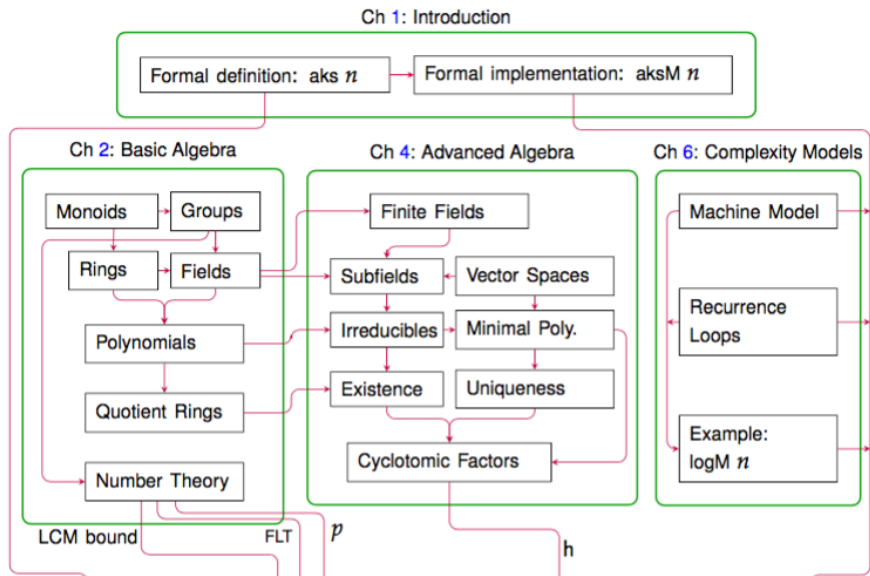 Ch 1: Introduction
Formal definition: aks n
Formal implementation: aksM n
Ch 2: Basic Algebra
Monoids
Groups
Rings
Fields
Polynomials
Quotient Rings
Number Theory
LCM bound
FLT
p
Ch 4: Advanced Algebra
Finite Fields
Subfields
Vector Spaces
Irreducibles
Minimal Poly.
Existence
Uniqueness
Cyclotomic Factors
h
Ch 6: Complexity Models
Machine Model
Recurrence
Loops
Example:
logM n